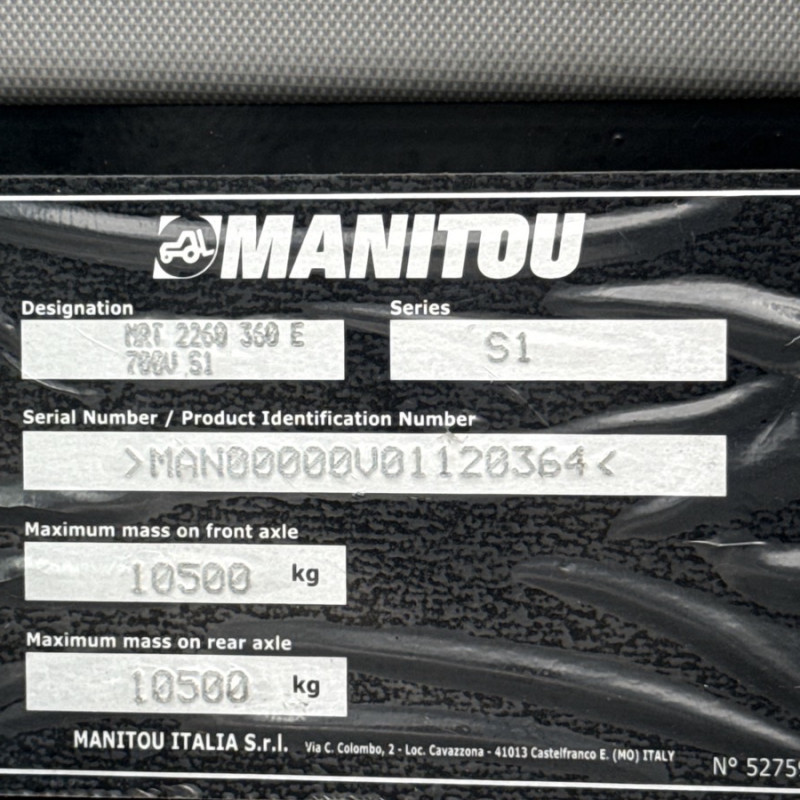 MANITOU
Designation
MRT 2260 360 E
700V S1
Series
S1
Serial Number / Product Identification Number
>MAN00000V01120364<
Maximum mass on front axle
10500 kg
Maximum mass on rear axle
10500 kg
MANITOU ITALIA S.r.l. Via C. Colombo, 2 - Loc. Cavazzona - 41013 Castelfranco E. (MO) ITALY
N° 52759